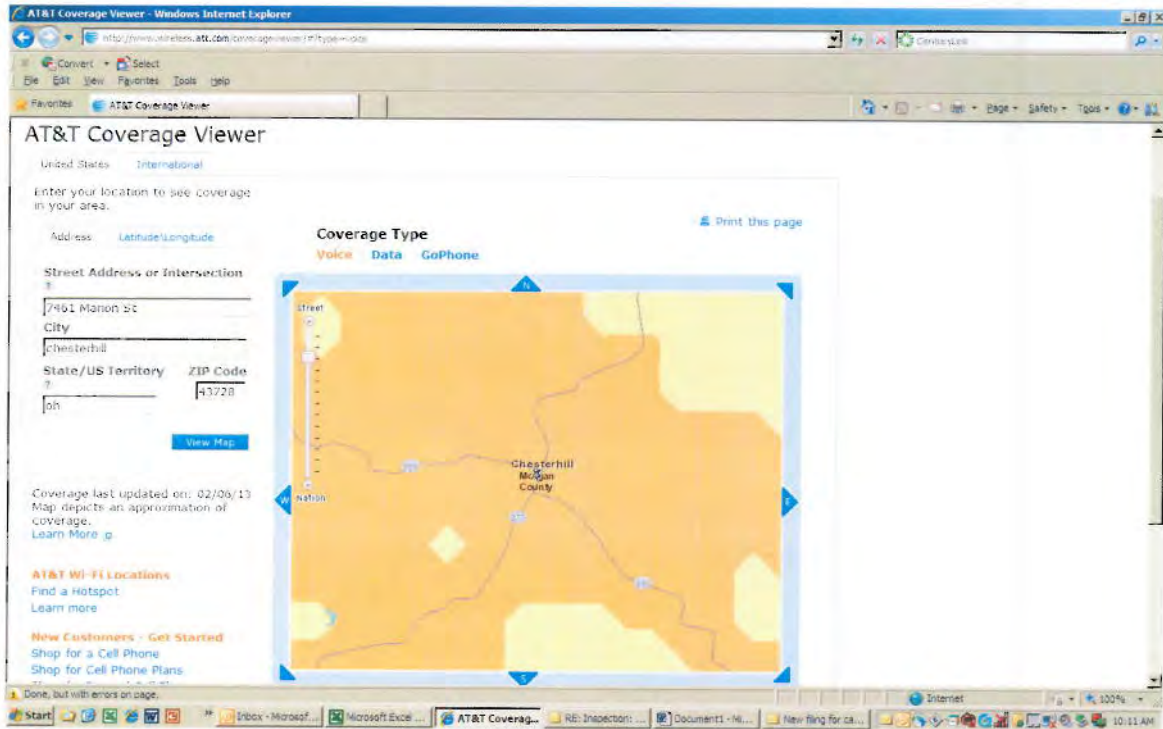 AT&T Coverage Viewer - Windows Internet Explorer
Convert Select
File Edit View Favorites Tools Help
Favorites AT&T Coverage Viewer
Page Safety Tools
AT&T Coverage Viewer
United States International
Enter your location to see coverage
in your area.
Print this page
Address Latitude\Longitude
Coverage Type
Voice Data GoPhone
Street Address or Intersection
?
7461 Marion St
City
chesterhill
State/US Territory ZIP Code
?
43728
oh
View Map
N
Street
Chesterhill
Morgan
County
Nation
W
E
377
S
Coverage last updated on: 02/06/13
Map depicts an approximation of
coverage.
Learn More
AT&T Wi-Fi Locations
Find a Hotspot
Learn more
New Customers - Get Started
Shop for a Cell Phone
Shop for Cell Phone Plans
Done, but with errors on page.
Internet 100%
Start Inbox - Microsof... Microsoft Excel ... AT&T Coverag... RE: Inspection: ... Document1 - Mi... New filing for ca... 10:11 AM